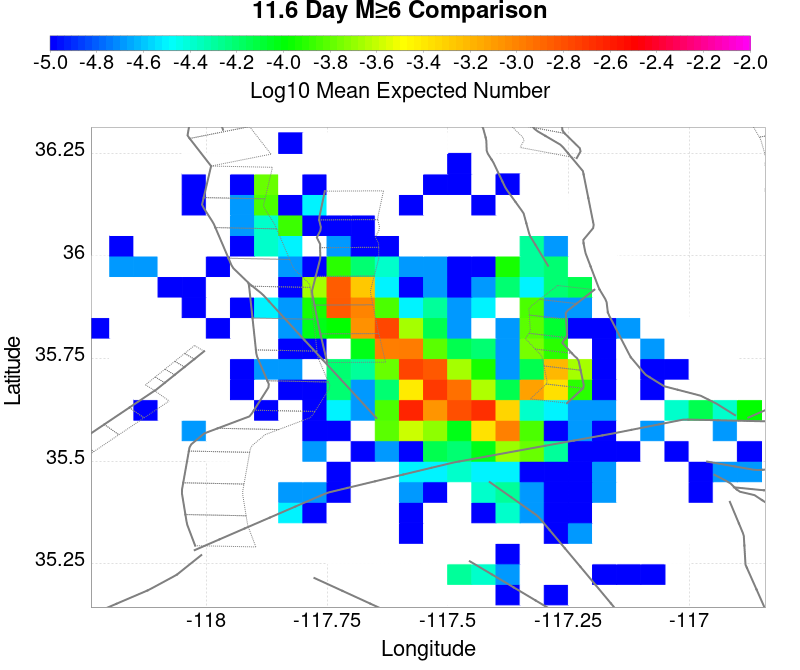 11.6 Day M≥6 Comparison
-5.0 -4.8 -4.6 -4.4 -4.2 -4.0 -3.8 -3.6 -3.4 -3.2 -3.0 -2.8 -2.6 -2.4 -2.2 -2.0
Log10 Mean Expected Number
36.25
36
35.75
35.5
35.25
Latitude
-118 -117.75 -117.5 -117.25 -117
Longitude